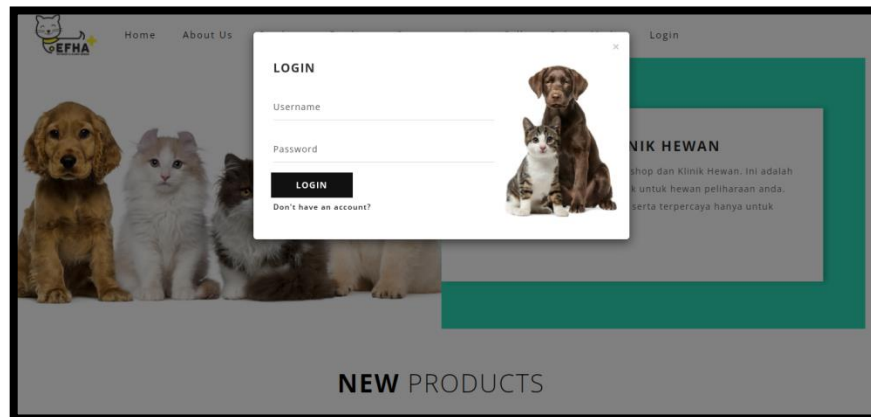 EFHA
Home About Us Login
×
LOGIN
Username
Password
LOGIN
Don't have an account?
NIK HEWAN
shop dan Klinik Hewan. Ini adalah
k untuk hewan peliharaan anda.
serta terpercaya hanya untuk
NEW PRODUCTS